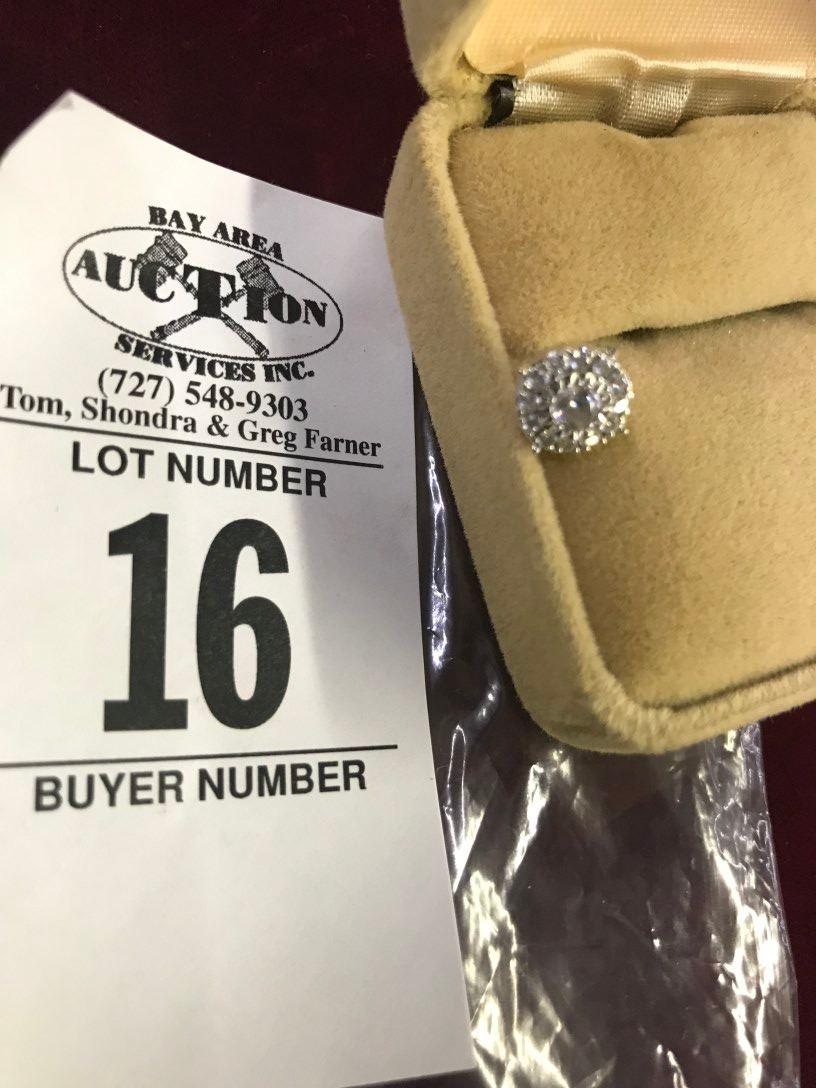 BAY AREA
AUCTION
SERVICES INC.
(727) 548-9303
Tom, Shondra & Greg Farner
LOT NUMBER
16
BUYER NUMBER